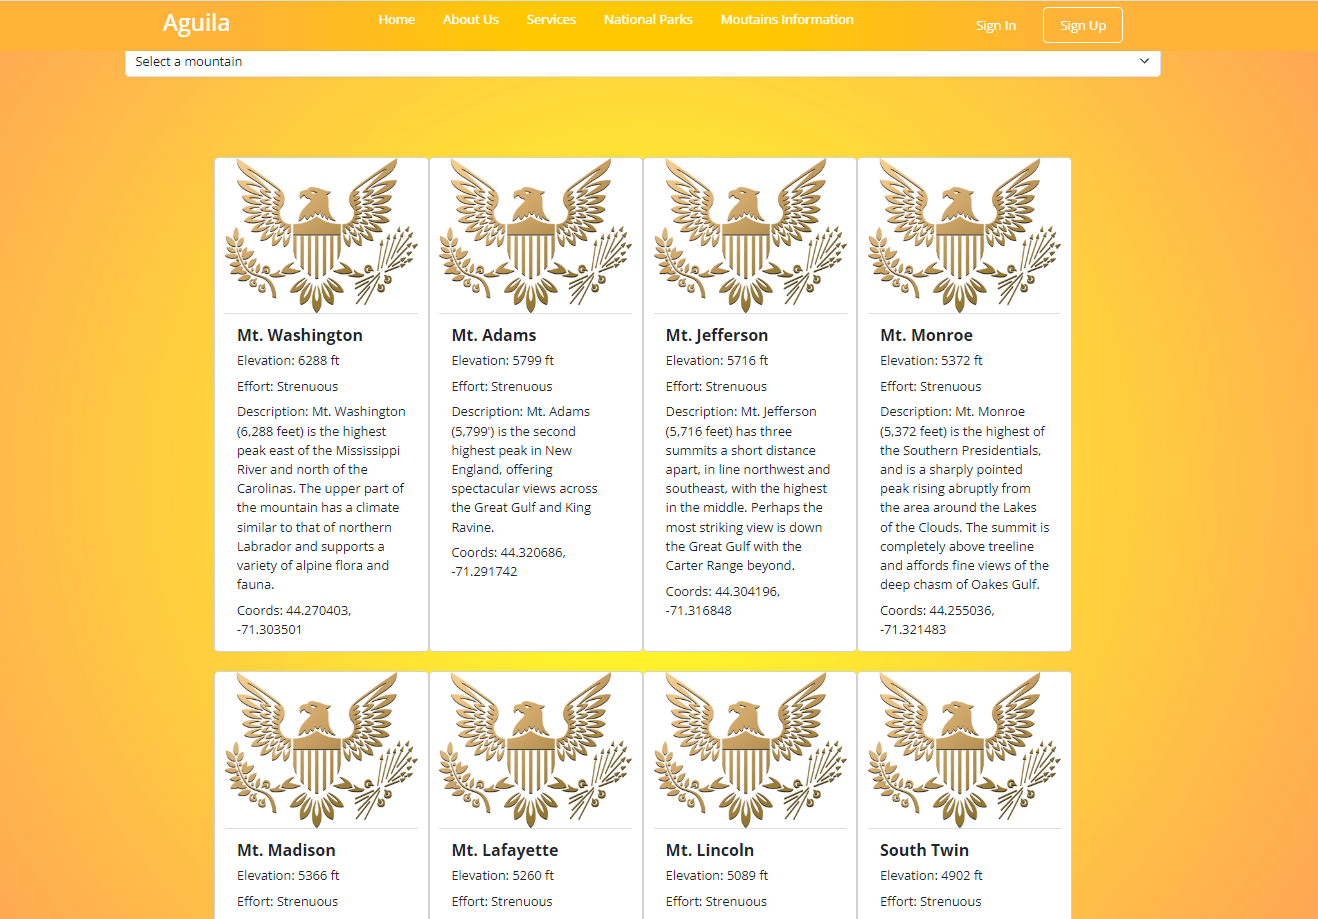 Aguila
Home About Us Services National Parks Moutains Information
Sign In Sign Up
Select a mountain
Mt. Washington
Elevation: 6288 ft
Effort: Strenuous
Description: Mt. Washington
(6,288 feet) is the highest
peak east of the Mississippi
River and north of the
Carolinas. The upper part of
the mountain has a climate
similar to that of northern
Labrador and supports a
variety of alpine flora and
fauna.
Coords: 44.270403,
-71.303501
Mt. Adams
Elevation: 5799 ft
Effort: Strenuous
Description: Mt. Adams
(5,799') is the second
highest peak in New
England, offering
spectacular views across
the Great Gulf and King
Ravine.
Coords: 44.320686,
-71.291742
Mt. Jefferson
Elevation: 5716 ft
Effort: Strenuous
Description: Mt. Jefferson
(5,716 feet) has three
summits a short distance
apart, in line northwest and
southeast, with the highest
in the middle. Perhaps the
most striking view is down
the Great Gulf with the
Carter Range beyond.
Coords: 44.304196,
-71.316848
Mt. Monroe
Elevation: 5372 ft
Effort: Strenuous
Description: Mt. Monroe
(5,372 feet) is the highest of
the Southern Presidentials,
and is a sharply pointed
peak rising abruptly from
the area around the Lakes
of the Clouds. The summit is
completely above treeline
and affords fine views of the
deep chasm of Oakes Gulf.
Coords: 44.255036,
-71.321483
Mt. Madison
Elevation: 5366 ft
Effort: Strenuous
Mt. Lafayette
Elevation: 5260 ft
Effort: Strenuous
Mt. Lincoln
Elevation: 5089 ft
Effort: Strenuous
South Twin
Elevation: 4902 ft
Effort: Strenuous